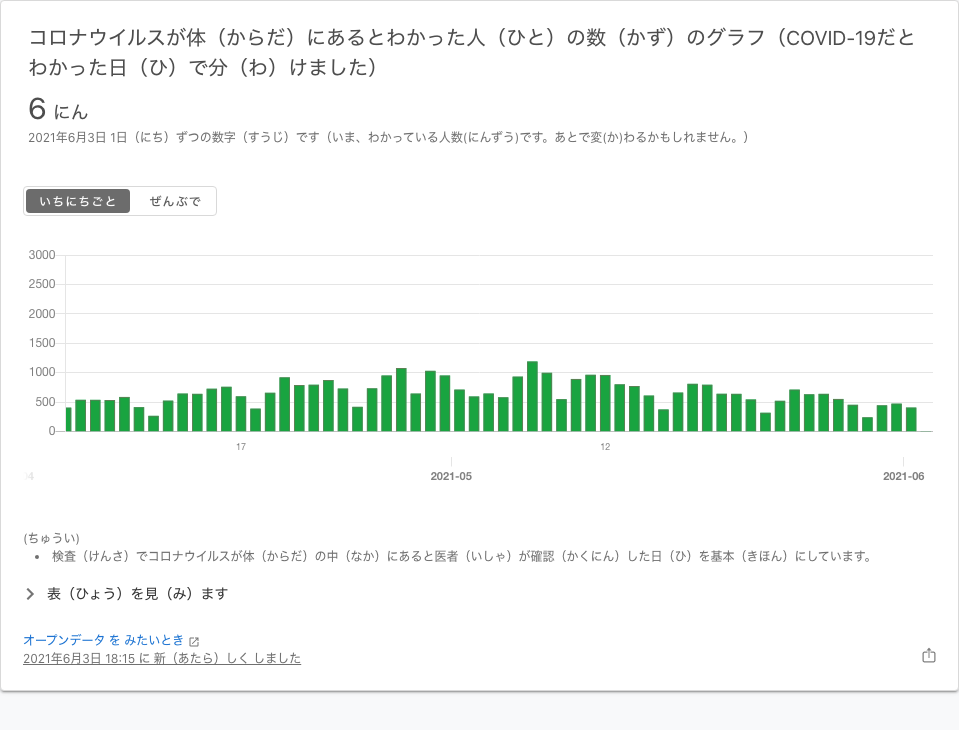 コロナウイルスが体（からだ）にあるとわかった人（ひと）の数（かず）のグラフ（COVID-19だと
わかった日（ひ）で分（わ）けました）
6 にん
2021年6月3日 1日（にち）ずつの数字（すうじ）です（いま、わかっている人数(にんずう)です。あとで変(か)わるかもしれません。）
いちにちごと ぜんぶで
3000
2500
2000
1500
1000
500
0
17 12
2021-05 2021-06
(ちゅうい)
• 検査（けんさ）でコロナウイルスが体（からだ）の中（なか）にあると医者（いしゃ）が確認（かくにん）した日（ひ）を基本（きほん）にしています。
表（ひょう）を見（み）ます
オープンデータ を みたいとき
2021年6月3日 18:15 に 新（あたら）しく しました